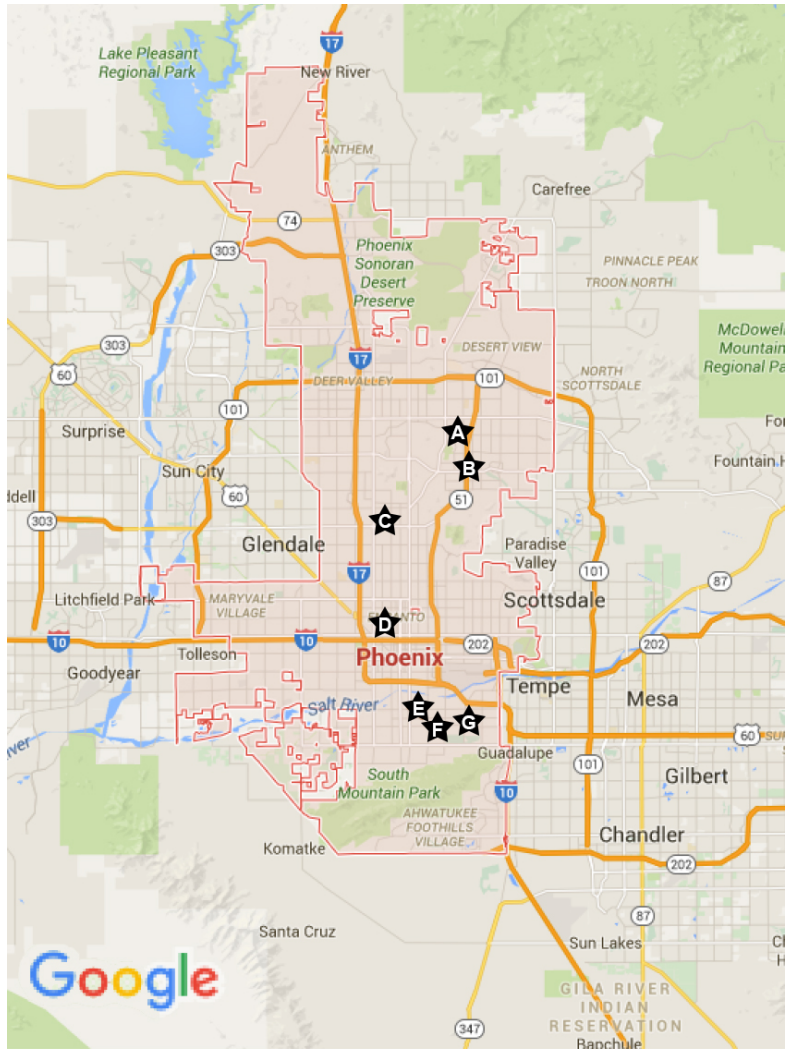 17
Lake Pleasant
Regional Park
New River
ANTHEM
Carefree
74
303
Phoenix
Sonoran
Desert
Preserve
PINNACLE PEAK
TROON NORTH
303
McDowell
Mountain
Regional Pa
60
17
DESERT VIEW
DEER VALLEY
101
NORTH
SCOTTSDALE
101
Surprise
A
Fo
Sun City
B
Fountain H
ddell
60
51
303
C
Glendale
Paradise
Valley
17
101
87
Litchfield Park
MARYVALE
VILLAGE
Scottsdale
D
10
10
202
202
Tolleson
Phoenix
Goodyear
Tempe
Mesa
Salt River
E
F
G
60
SU
S
River
Guadalupe
101
South
Mountain Park
Gilbert
10
AHWATUKEE
FOOTHILLS
VILLAGE
Chandler
Komatke
202
87
Santa Cruz
Sun Lakes
Ch
H
Google
GILA RIVER
INDIAN
RESERVATION
347
Bapchule